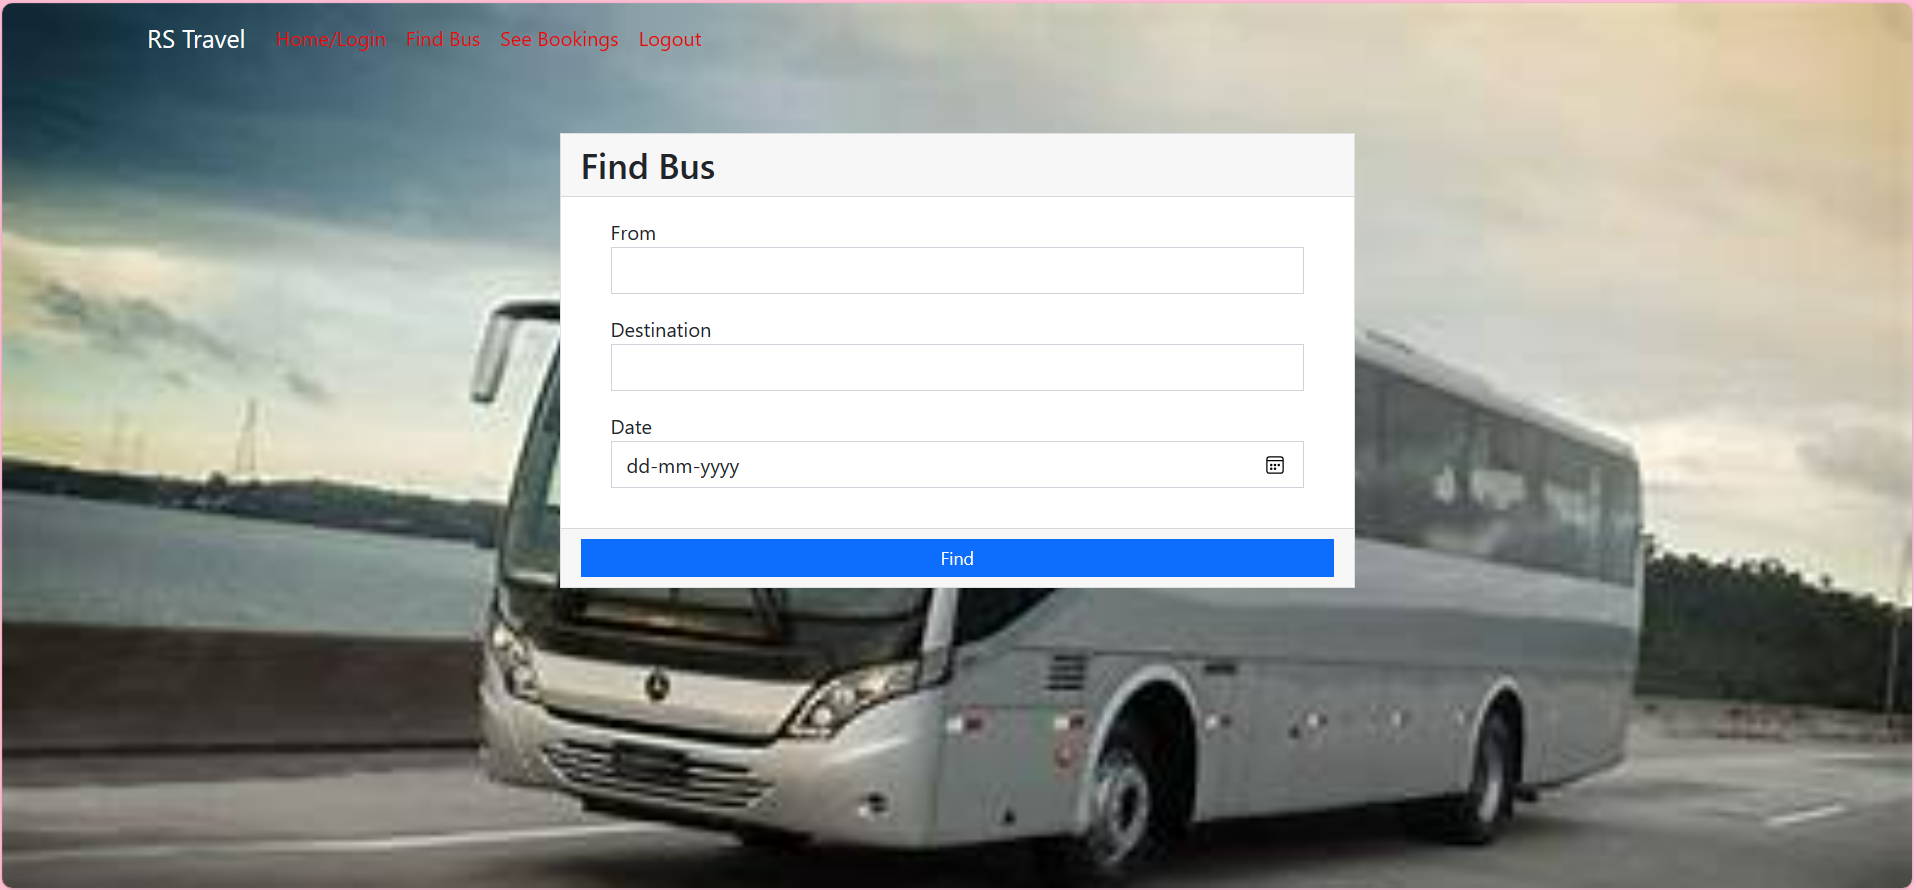 RS Travel Home/Login Find Bus See Bookings Logout
Find Bus
From
Destination
Date
dd-mm-yyyy
Find